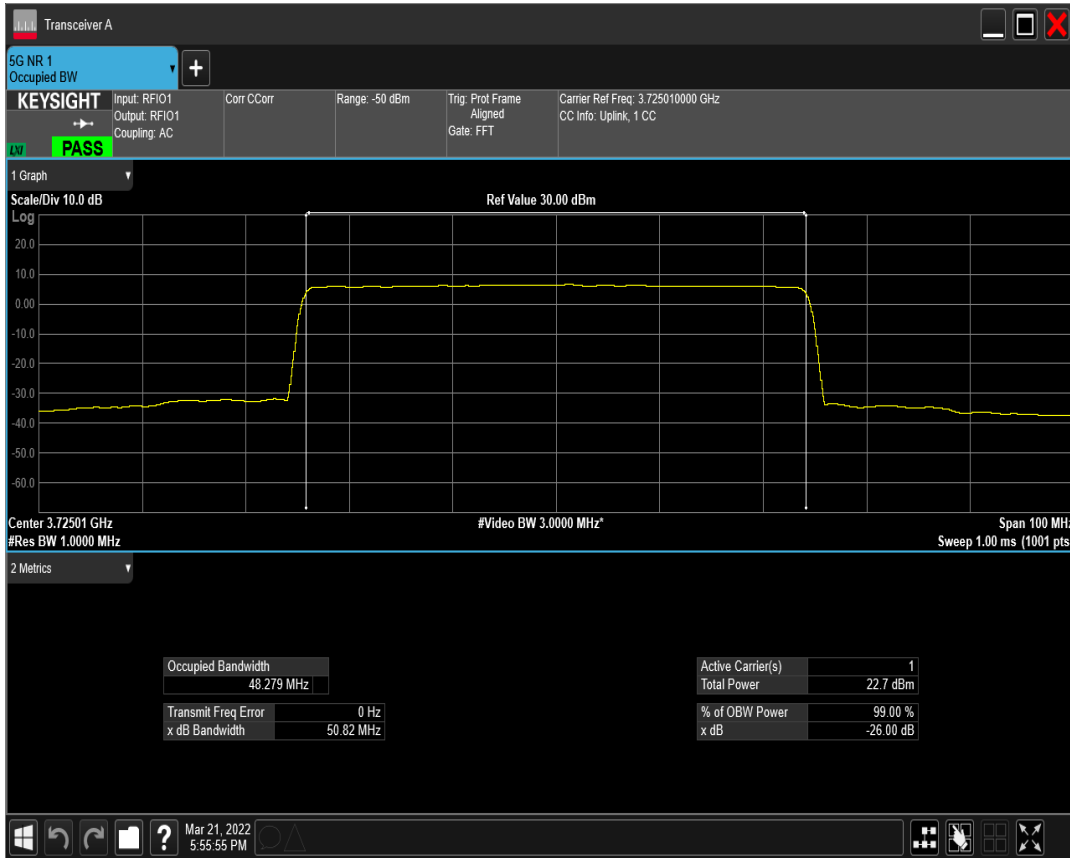 Transceiver A
5G NR 1
Occupied BW
+
KEYSIGHT
LXI
PASS
Input: RFIO1
Output: RFIO1
Coupling: AC
Corr CCorr
Range: -50 dBm
Trig: Prot Frame
Aligned
Gate: FFT
Carrier Ref Freq: 3.725010000 GHz
CC Info: Uplink, 1 CC
1 Graph
Scale/Div 10.0 dB
Ref Value 30.00 dBm
Log
20.0
10.0
0.00
-10.0
-20.0
-30.0
-40.0
-50.0
-60.0
Center 3.72501 GHz
#Video BW 3.0000 MHz*
Span 100 MHz
#Res BW 1.0000 MHz
Sweep 1.00 ms (1001 pts
2 Metrics
Occupied Bandwidth
48.279 MHz
Transmit Freq Error 0 Hz
x dB Bandwidth 50.82 MHz
Active Carrier(s) 1
Total Power 22.7 dBm
% of OBW Power 99.00 %
x dB -26.00 dB
?
Mar 21, 2022
5:55:55 PM